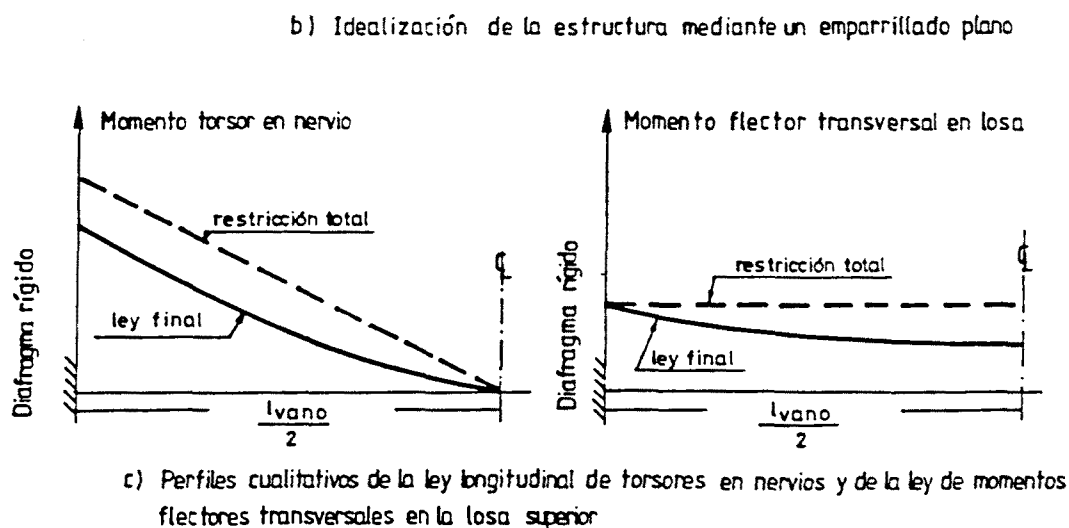 b) Idealización de la estructura mediante un emparrillado plano
Momento torsor en nervio
restricción total
ley final
Diafragma rígido
℄
lvano
2
Momento flector transversal en losa
restricción total
ley final
Diafragma rígido
℄
lvano
2
c) Perfiles cualitativos de la ley longitudinal de torsores en nervios y de la ley de momentos
flectores transversales en la losa superior